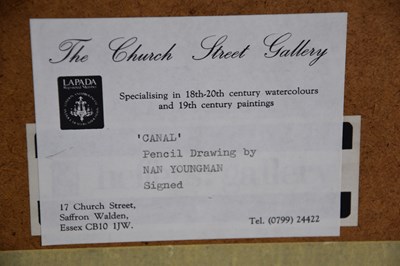 The Church Street Gallery
LAPADA
Specialising in 18th-20th century watercolours
and 19th century paintings
'CANAL'
Pencil Drawing by
NAN YOUNGMAN
Signed
17 Church Street,
Saffron Walden,
Essex CB10 1JW.
Tel. (0799) 24422